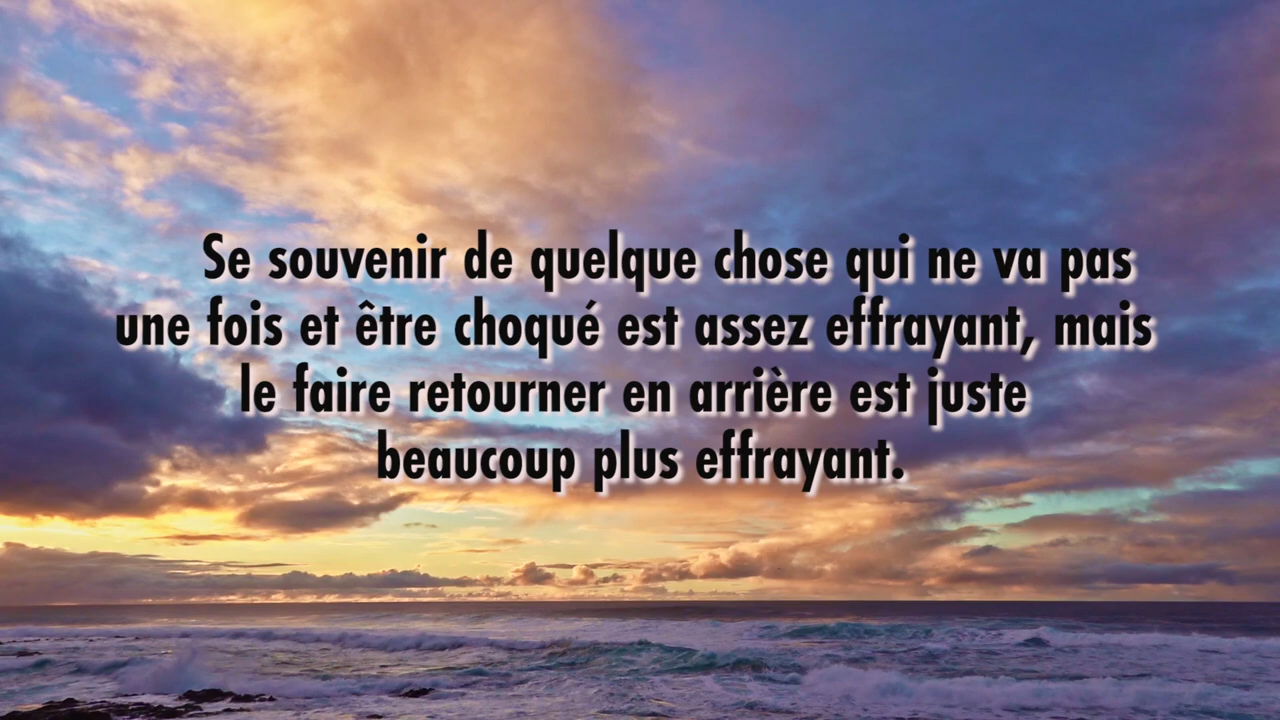 Se souvenir de quelque chose qui ne va pas
une fois et être choqué est assez effrayant, mais
le faire retourner en arrière est juste
beaucoup plus effrayant.